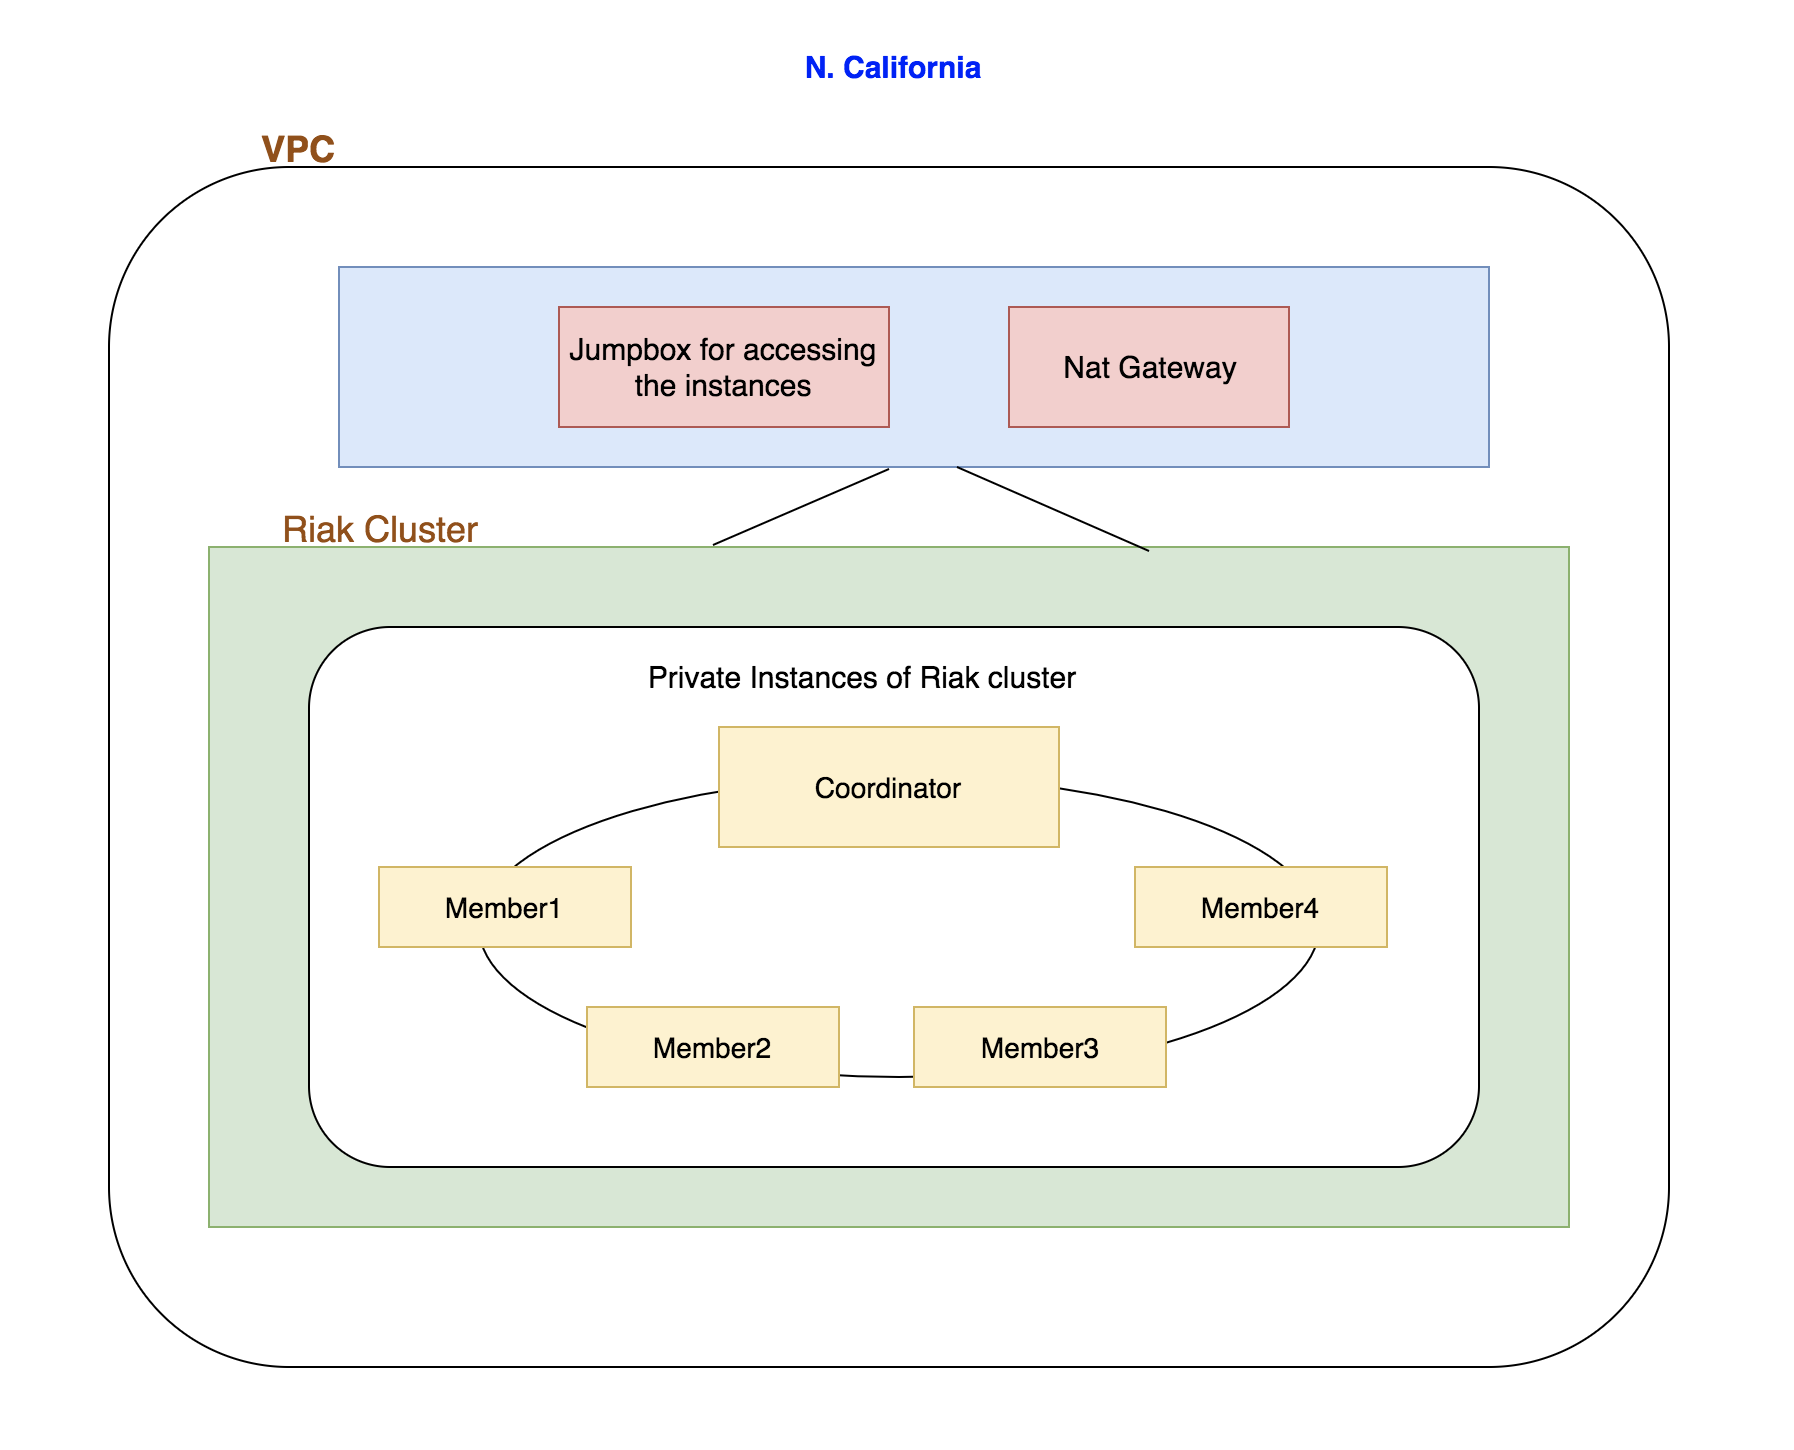 N. California
VPC
Jumpbox for accessing
the instances
Nat Gateway
Riak Cluster
Private Instances of Riak cluster
Coordinator
Member1
Member4
Member2
Member3